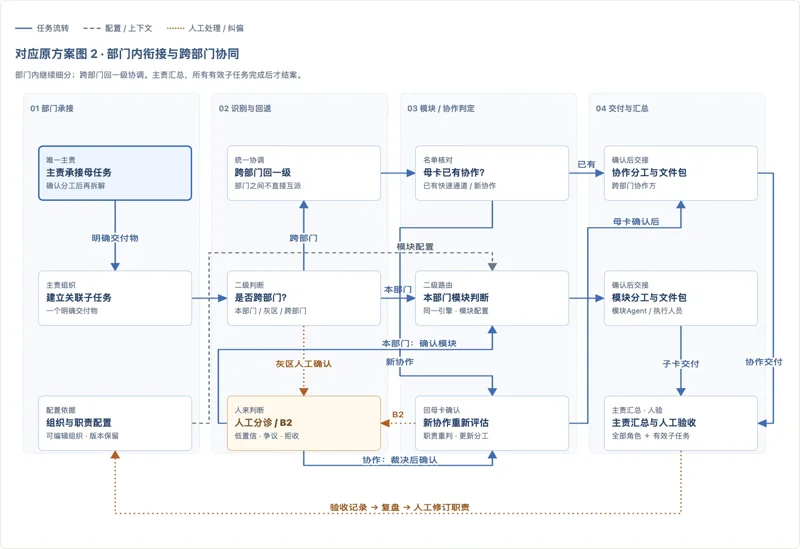 任务流转 配置 / 上下文 人工处理 / 纠偏
对应原方案图 2 · 部门内衔接与跨部门协同
部门内继续细分；跨部门回一级协调。主责汇总，所有有效子任务完成后才结案。
01 部门承接
02 识别与回退
03 模块 / 协作判定
04 交付与汇总
唯一主责
主责承接母任务
确认分工后再拆解
统一协调
跨部门回一级
部门之间不直接互派
名单核对
母卡已有协作？
已有快速通道 / 新协作
已有
确认后交接
协作分工与文件包
跨部门协作方
明确交付物
跨部门
模块配置
母卡确认后
主责组织
建立关联子任务
一个明确交付物
二级判断
是否跨部门？
本部门 / 灰区 / 跨部门
本部门
二级路由
本部门模块判断
同一引擎 · 模块配置
确认后交接
模块分工与文件包
模块Agent / 执行人员
本部门：确认模块
灰区人工确认
新协作
子卡交付
协作交付
配置依据
组织与职责配置
可编辑组织 · 版本保留
人来判断
人工分诊 / B2
低置信 · 争议 · 拒收
B2
回母卡确认
新协作重新评估
职责重判 · 更新分工
主责汇总 · 人验
主责汇总与人工验收
全部角色 + 有效子任务
协作：裁决后确认
验收记录 → 复盘 → 人工修订职责